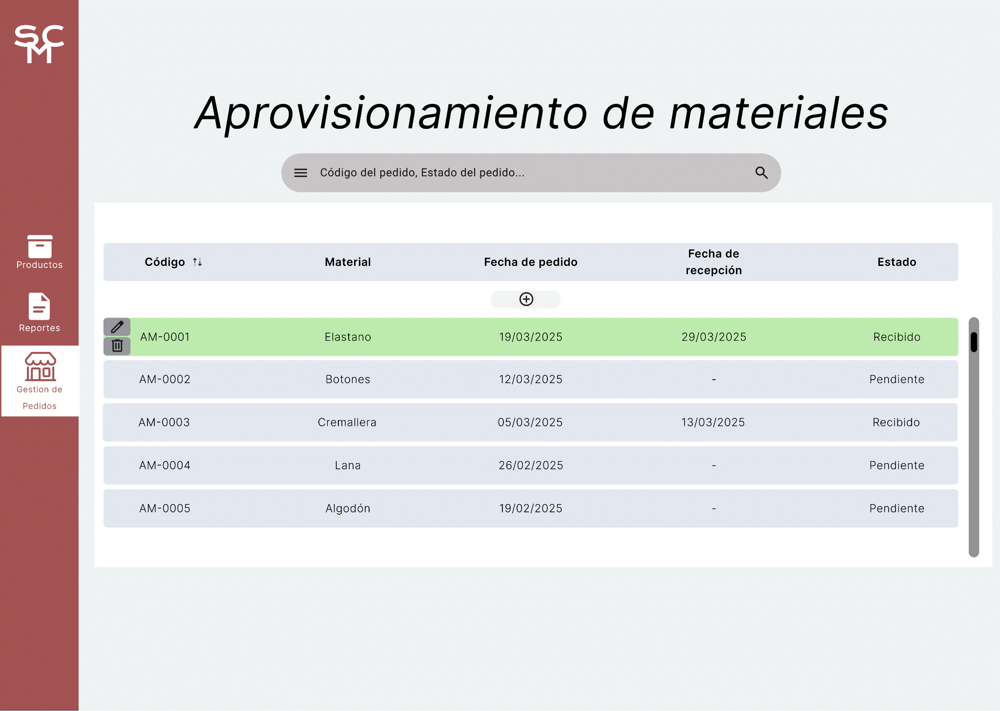 SCM
Aprovisionamiento de materiales
Código del pedido, Estado del pedido...
Productos
Reportes
Gestion de
Pedidos
Código Material Fecha de pedido Fecha de recepción Estado
AM-0001 Elastano 19/03/2025 29/03/2025 Recibido
AM-0002 Botones 12/03/2025 - Pendiente
AM-0003 Cremallera 05/03/2025 13/03/2025 Recibido
AM-0004 Lana 26/02/2025 - Pendiente
AM-0005 Algodón 19/02/2025 - Pendiente